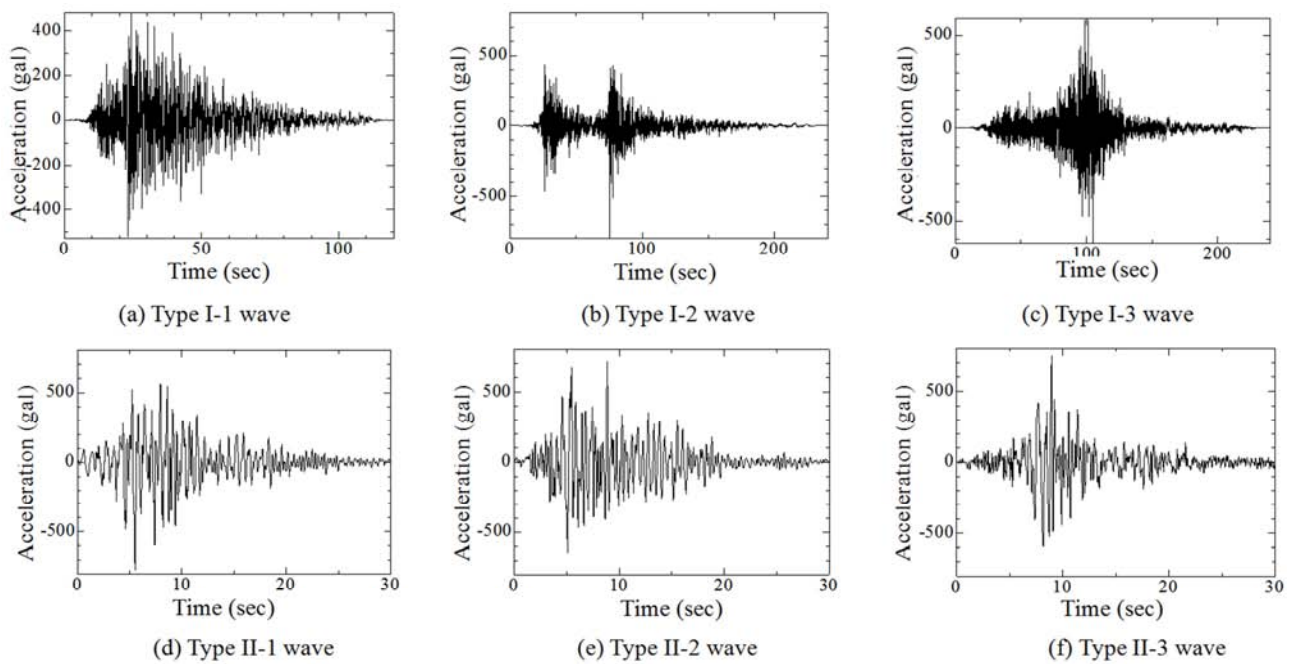 400
200
0
-200
-400
0
50
100
Acceleration (gal)
Time (sec)
(a) Type I-1 wave
500
0
-500
0
100
200
Acceleration (gal)
Time (sec)
(b) Type I-2 wave
500
0
-500
0
100
200
Acceleration (gal)
Time (sec)
(c) Type I-3 wave
500
0
-500
0
10
20
30
Acceleration (gal)
Time (sec)
(d) Type II-1 wave
500
0
-500
0
10
20
30
Acceleration (gal)
Time (sec)
(e) Type II-2 wave
500
0
-500
0
10
20
30
Acceleration (gal)
Time (sec)
(f) Type II-3 wave